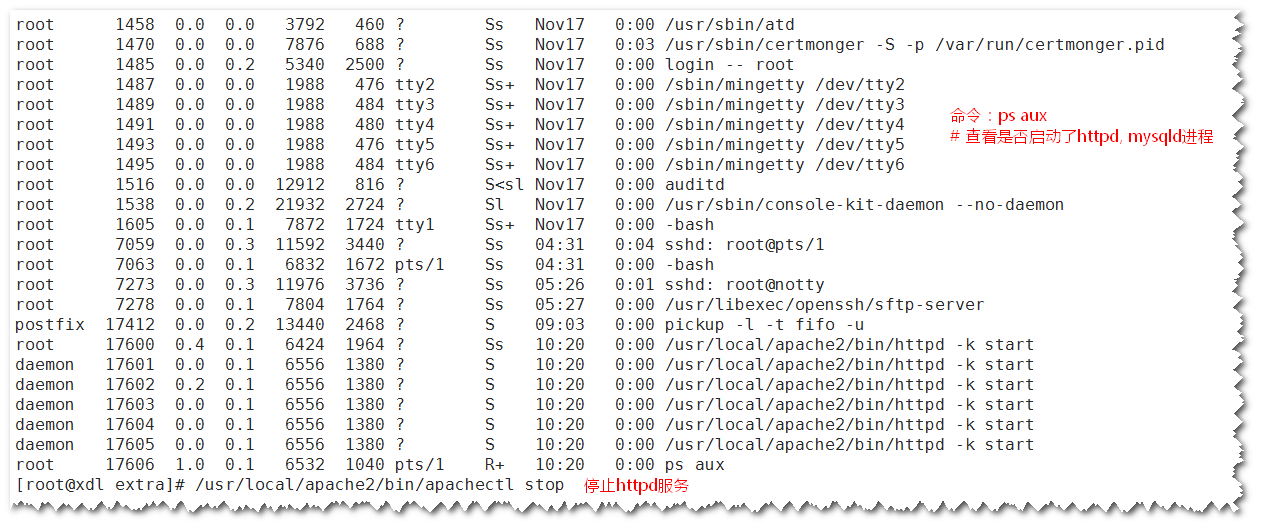 root      1458  0.0  0.0   3792   460 ?        Ss   Nov17   0:00 /usr/sbin/atd
root      1470  0.0  0.0   7876   688 ?        Ss   Nov17   0:03 /usr/sbin/certmonger -S -p /var/run/certmonger.pid
root      1485  0.0  0.2   5340  2500 ?        Ss   Nov17   0:00 login -- root
root      1487  0.0  0.0   1988   476 tty2     Ss+  Nov17   0:00 /sbin/mingetty /dev/tty2
root      1489  0.0  0.0   1988   484 tty3     Ss+  Nov17   0:00 /sbin/mingetty /dev/tty3
命令：ps aux
root      1491  0.0  0.0   1988   480 tty4     Ss+  Nov17   0:00 /sbin/mingetty /dev/tty4
# 查看是否启动了httpd, mysqld进程
root      1493  0.0  0.0   1988   476 tty5     Ss+  Nov17   0:00 /sbin/mingetty /dev/tty5
root      1495  0.0  0.0   1988   484 tty6     Ss+  Nov17   0:00 /sbin/mingetty /dev/tty6
root      1516  0.0  0.0  12912   816 ?        S<sl Nov17   0:00 auditd
root      1538  0.0  0.2  21932  2724 ?        Sl   Nov17   0:00 /usr/sbin/console-kit-daemon --no-daemon
root      1605  0.0  0.1   7872  1724 tty1     Ss+  Nov17   0:00 -bash
root      7059  0.0  0.3  11592  3440 ?        Ss   04:31   0:04 sshd: root@pts/1
root      7063  0.0  0.1   6832  1672 pts/1    Ss   04:31   0:00 -bash
root      7273  0.0  0.3  11976  3736 ?        Ss   05:26   0:01 sshd: root@notty
root      7278  0.0  0.1   7804  1764 ?        Ss   05:27   0:00 /usr/libexec/openssh/sftp-server
postfix  17412  0.0  0.2  13440  2468 ?        S    09:03   0:00 pickup -l -t fifo -u
root     17600  0.4  0.1   6424  1964 ?        Ss   10:20   0:00 /usr/local/apache2/bin/httpd -k start
daemon   17601  0.0  0.1   6556  1380 ?        S    10:20   0:00 /usr/local/apache2/bin/httpd -k start
daemon   17602  0.2  0.1   6556  1380 ?        S    10:20   0:00 /usr/local/apache2/bin/httpd -k start
daemon   17603  0.0  0.1   6556  1380 ?        S    10:20   0:00 /usr/local/apache2/bin/httpd -k start
daemon   17604  0.0  0.1   6556  1380 ?        S    10:20   0:00 /usr/local/apache2/bin/httpd -k start
daemon   17605  0.0  0.1   6556  1380 ?        S    10:20   0:00 /usr/local/apache2/bin/httpd -k start
root     17606  1.0  0.1   6532  1040 pts/1    R+   10:20   0:00 ps aux
[root@xdl extra]# /usr/local/apache2/bin/apachectl stop 停止httpd服务